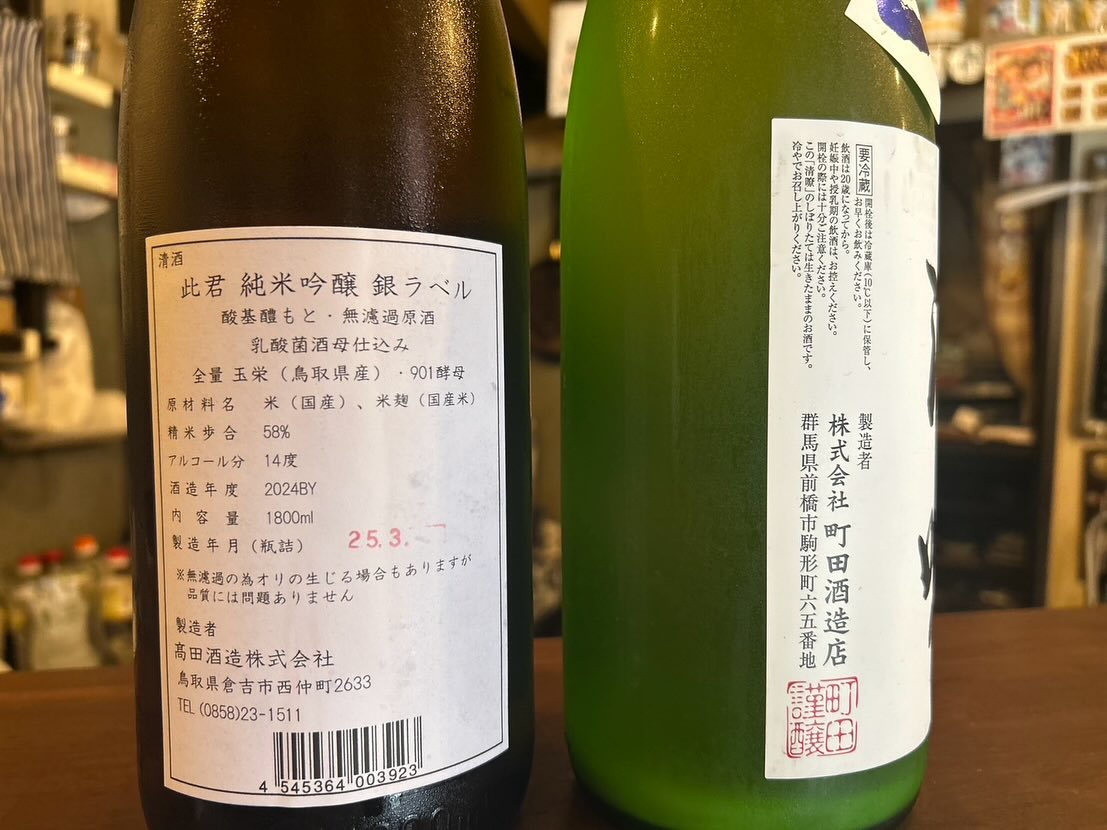 清酒
此君 純米吟醸 銀ラベル
酸基醴もと・無濾過原酒
乳酸菌酒母仕込み
全量 玉栄（鳥取県産）・901酵母
原材料名 米（国産）、米麹（国産米）
精米歩合 58%
アルコール分 14度
酒造年度 2024BY
内容量 1800ml
製造年月（瓶詰） 25.3.
※無濾過の為オリの生じる場合もありますが
品質には問題ありません
製造者
髙田酒造株式会社
鳥取県倉吉市西仲町2633
TEL (0858)23-1511
4 545364 003923
要冷蔵 開栓後は冷蔵庫（10℃以下）に保管し、
お早くお飲みください。
飲酒は20歳になってから。
妊娠中や授乳期の飲酒は、お控えください。
開栓の際には十分ご注意ください。
この「清嘹」のしぼりたては生きたままのお酒です。
冷やでお召し上がりください。
製造者
株式会社 町田酒造店
群馬県前橋市駒形町六五番地
町田
謹醸
酒